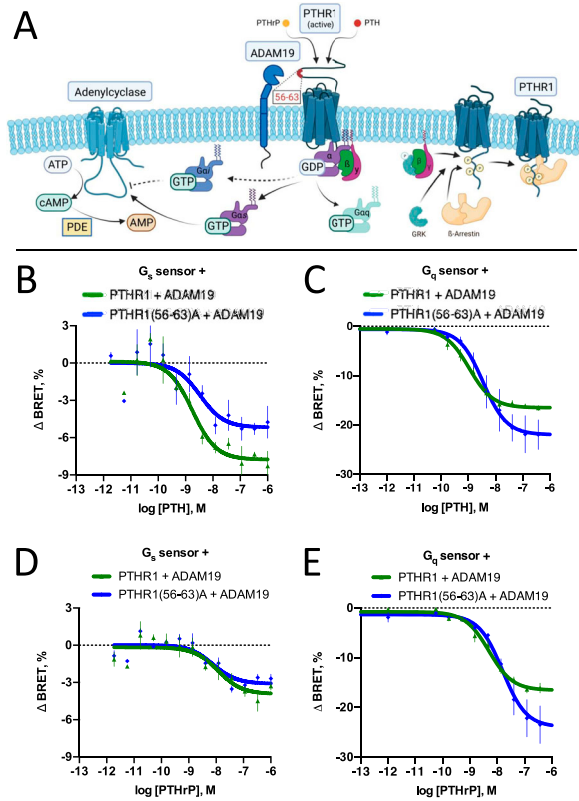 A
PTHrP
PTHR1
(active)
PTH
ADAM19
56-63
Adenylcyclase
PTHR1
ATP
cAMP
PDE
AMP
GTP
Gαi
GTP
Gαs
GDP
α
ß
γ
GTP
Gαq
GRK
ß-Arrestin
B
Gs sensor +
PTHR1 + ADAM19
PTHR1(56-63)A + ADAM19
Δ BRET, %
3
0
-3
-6
-9
-13 -12 -11 -10 -9 -8 -7 -6
log [PTH], M
C
Gq sensor +
PTHR1 + ADAM19
PTHR1(56-63)A + ADAM19
Δ BRET, %
0
-10
-20
-30
-13 -12 -11 -10 -9 -8 -7 -6
log [PTH], M
D
Gs sensor +
PTHR1 + ADAM19
PTHR1(56-63)A + ADAM19
Δ BRET, %
3
0
-3
-6
-9
-13 -12 -11 -10 -9 -8 -7 -6
log [PTHrP], M
E
Gq sensor +
PTHR1 + ADAM19
PTHR1(56-63)A + ADAM19
Δ BRET, %
0
-10
-20
-30
-13 -12 -11 -10 -9 -8 -7 -6
log [PTHrP], M